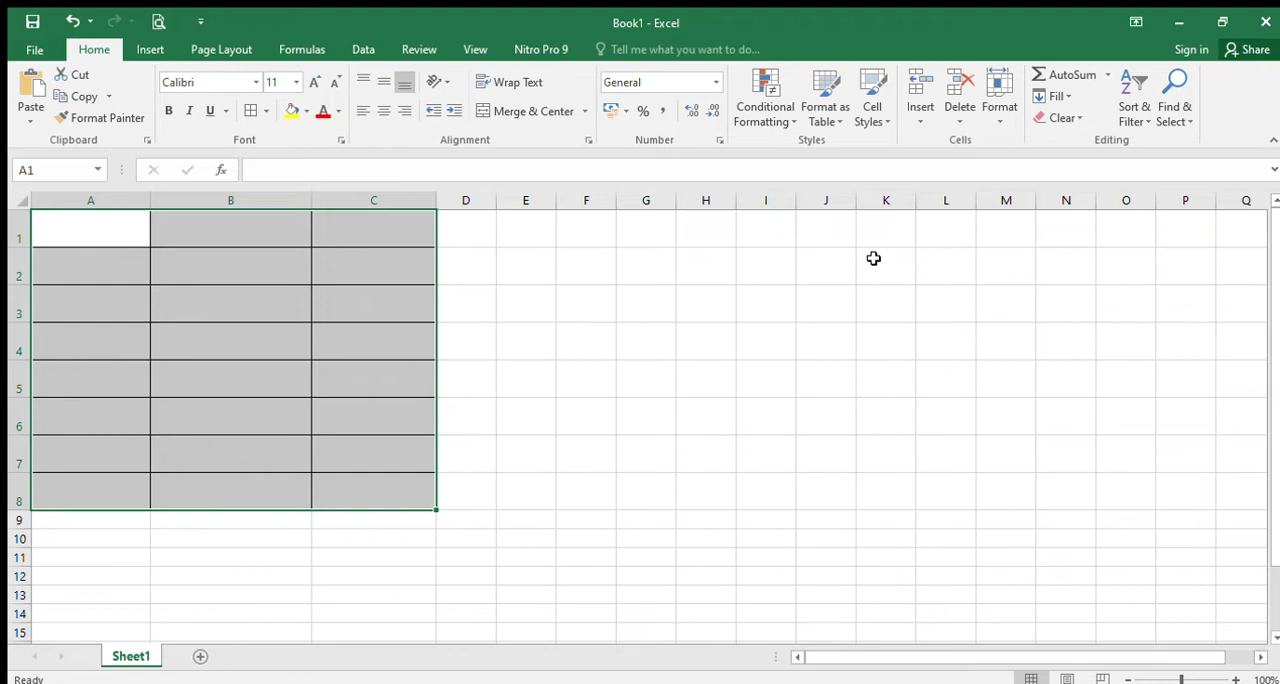 Book1 - Excel
File Home Insert Page Layout Formulas Data Review View Nitro Pro 9 Tell me what you want to do... Sign in Share
Paste
Cut
Copy
Format Painter
Clipboard
Calibri 11
B I U
Font
Wrap Text
Merge & Center
Alignment
General
%
Number
Conditional
Formatting
Format as
Table
Cell
Styles
Styles
Insert Delete Format
Cells
AutoSum
Fill
Clear
Sort &
Filter
Find &
Select
Editing
A1 fx
A B C D E F G H I J K L M N O P Q
1
2
3
4
5
6
7
8
9
10
11
12
13
14
15
Sheet1
Ready 100%